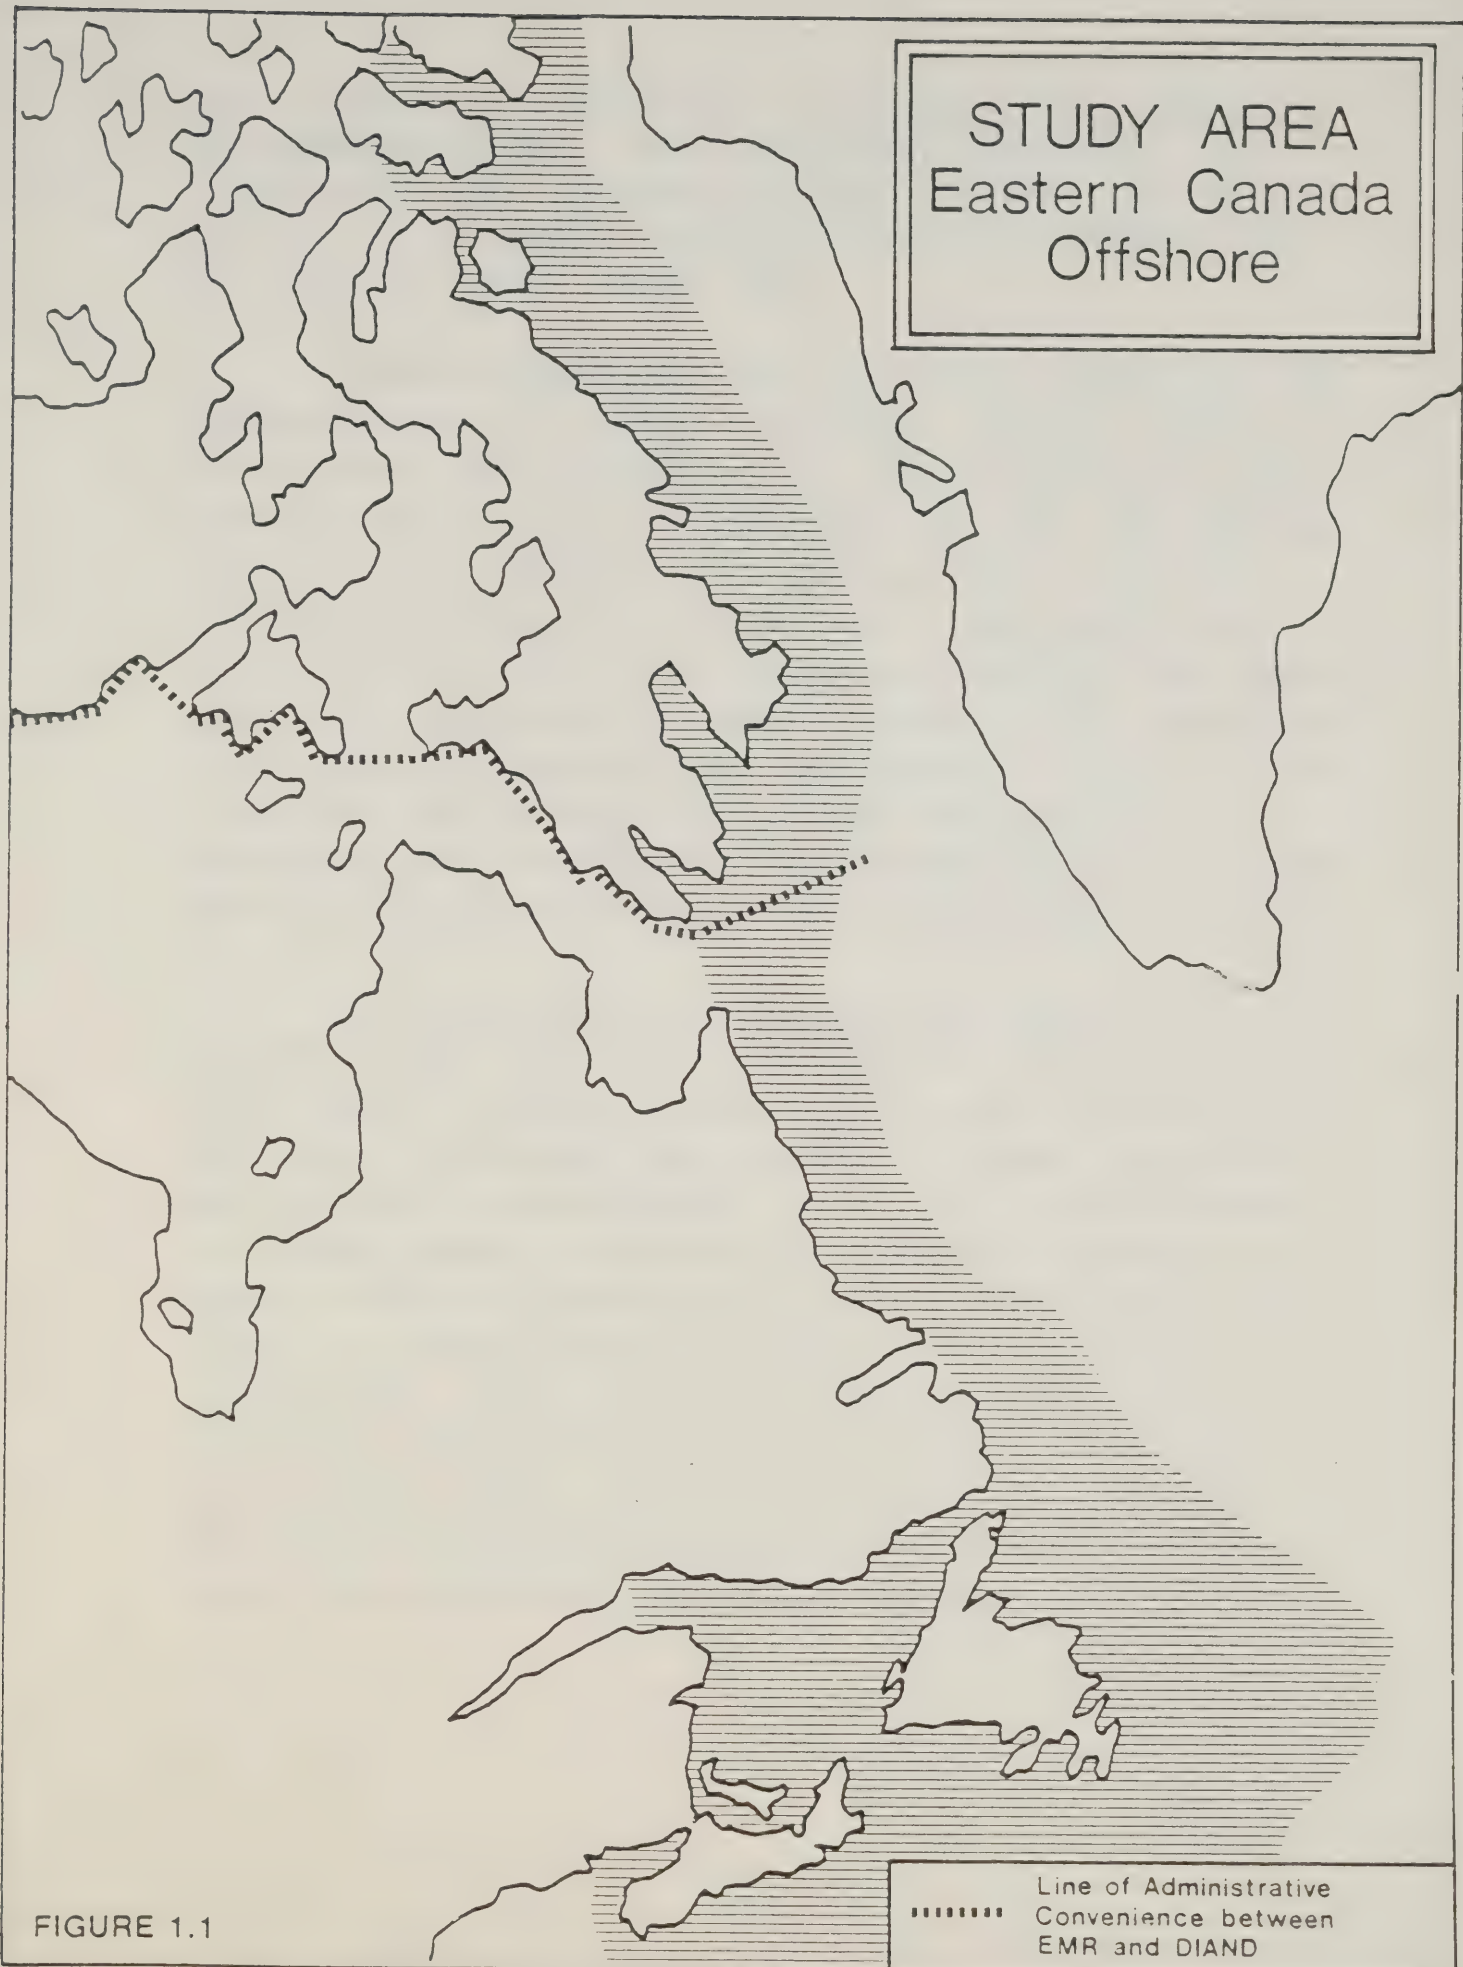 STUDY AREA
Eastern Canada
Offshore
FIGURE 1.1
Line of Administrative
Convenience between
EMR and DIAND